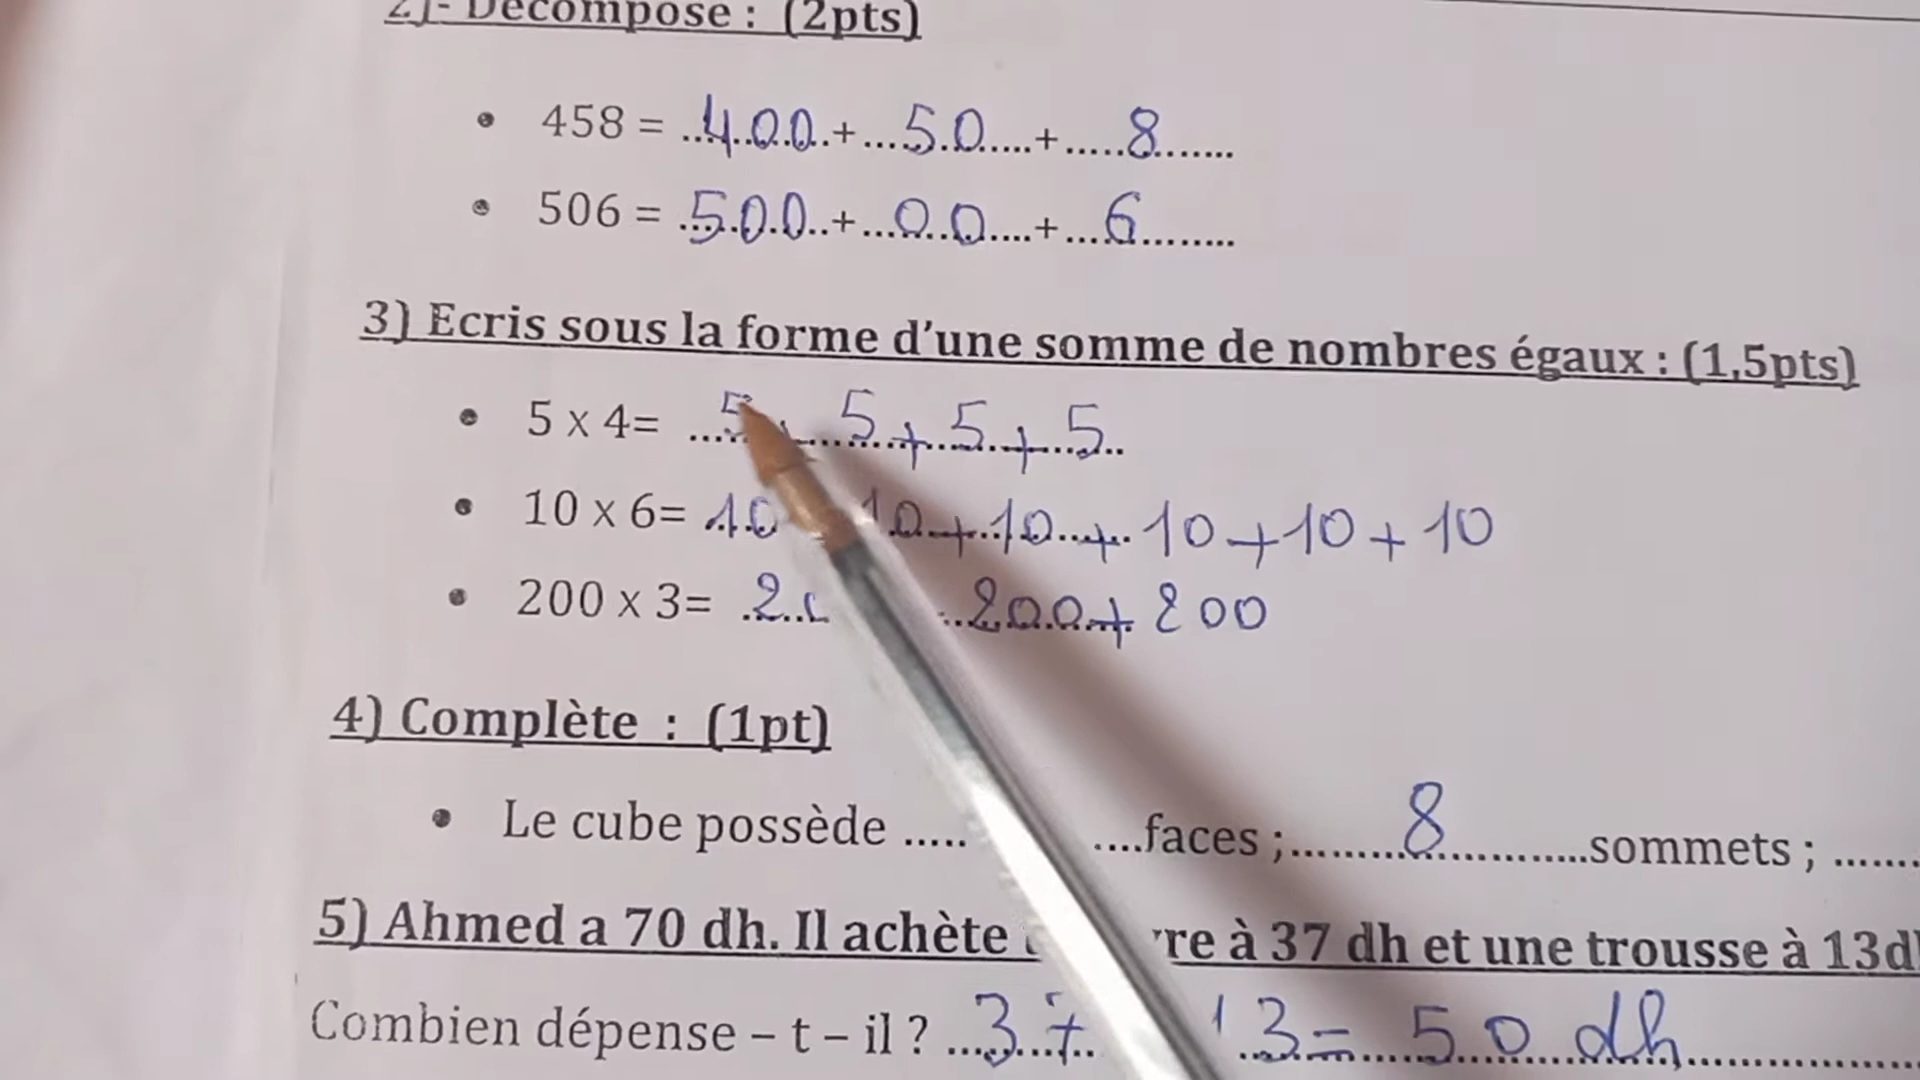 2)- Décompose : (2pts)
458 = ..400..+...50....+.....8.......
506 = .500..+...00....+....6........
3) Ecris sous la forme d'une somme de nombres égaux : (1,5pts)
5 x 4= ....5+...5+5+5..
10 x 6= 10 10+10+10+10+10
200 x 3= 200+200
4) Complète : (1pt)
Le cube possède ..... ....faces ;......8..........sommets ; .......
5) Ahmed a 70 dh. Il achète à 37 dh et une trousse à 13d
Combien dépense – t – il ? ...37 13=...50 dh..........